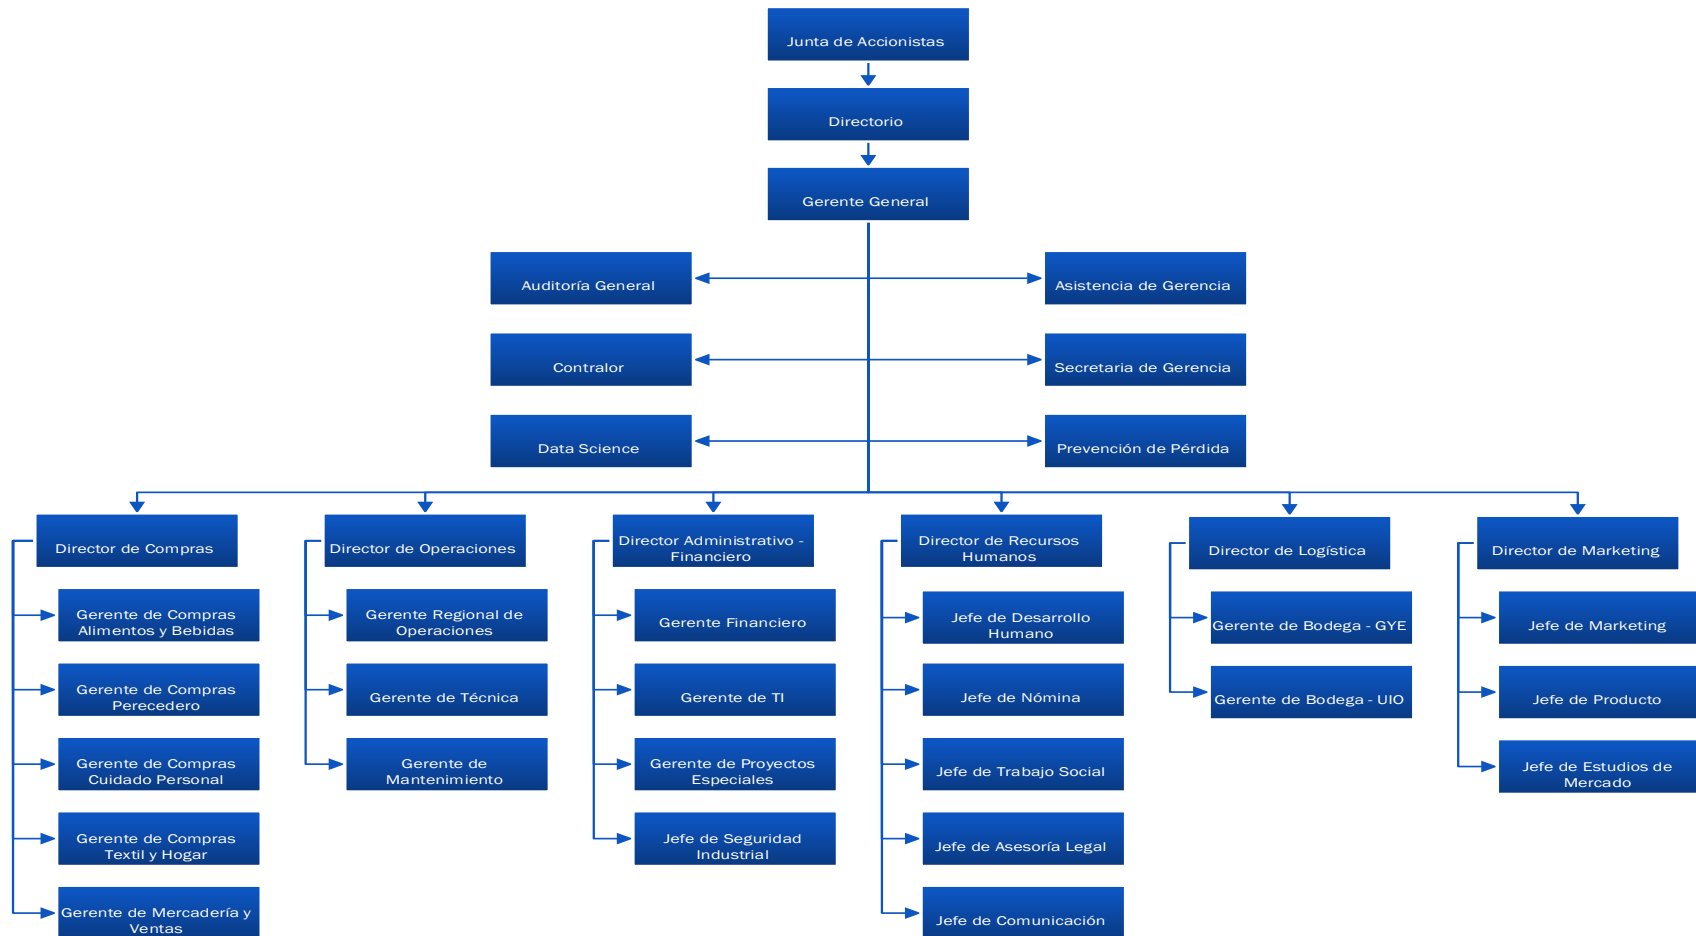 Junta de Accionistas
Directorio
Gerente General
Auditoría General
Asistencia de Gerencia
Contralor
Secretaria de Gerencia
Data Science
Prevención de Pérdida
Director de Compras
Gerente de Compras
Alimentos y Bebidas
Gerente de Compras
Perecedero
Gerente de Compras
Cuidado Personal
Gerente de Compras
Textil y Hogar
Gerente de Mercadería y
Ventas
Director de Operaciones
Gerente Regional de
Operaciones
Gerente de Técnica
Gerente de
Mantenimiento
Director Administrativo -
Financiero
Gerente Financiero
Gerente de TI
Gerente de Proyectos
Especiales
Jefe de Seguridad
Industrial
Director de Recursos
Humanos
Jefe de Desarrollo
Humano
Jefe de Nómina
Jefe de Trabajo Social
Jefe de Asesoría Legal
Jefe de Comunicación
Director de Logística
Gerente de Bodega - GYE
Gerente de Bodega - UIO
Director de Marketing
Jefe de Marketing
Jefe de Producto
Jefe de Estudios de
Mercado